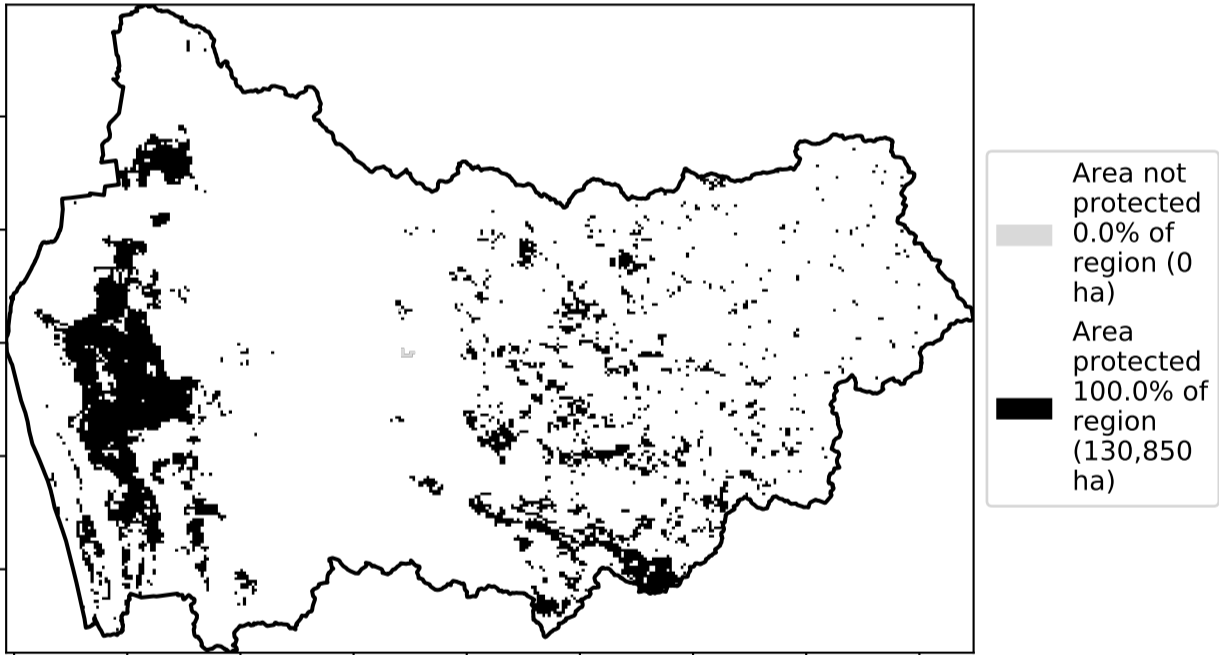 Area not
protected
0.0% of
region (0
ha)
Area
protected
100.0% of
region
(130,850
ha)